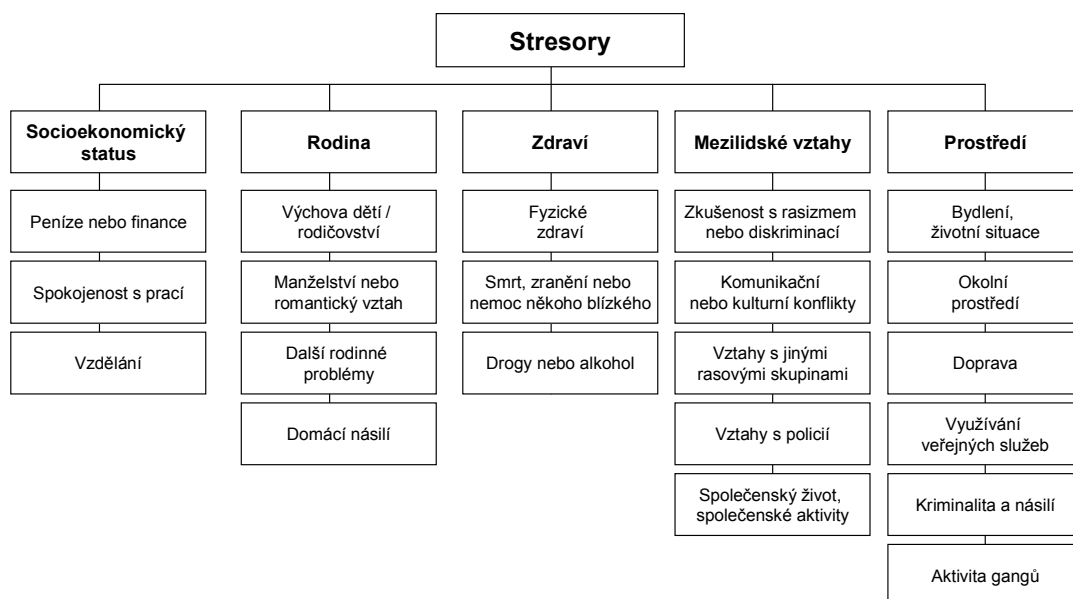 Stresory
Socioekonomický
status
Peníze nebo finance
Spokojenost s prací
Vzdělání
Rodina
Výchova dětí /
rodičovství
Manželství nebo
romantický vztah
Další rodinné
problémy
Domácí násilí
Zdraví
Fyzické
zdraví
Smrt, zranění nebo
nemoc někoho blízkého
Drogy nebo alkohol
Mezilidské vztahy
Zkušenost s rasizmem
nebo diskriminací
Komunikační
nebo kulturní konflikty
Vztahy s jinými
rasovými skupinami
Vztahy s policií
Společenský život,
společenské aktivity
Prostředí
Bydlení,
životní situace
Okolní
prostředí
Doprava
Využívání
veřejných služeb
Kriminalita a násilí
Aktivita gangů